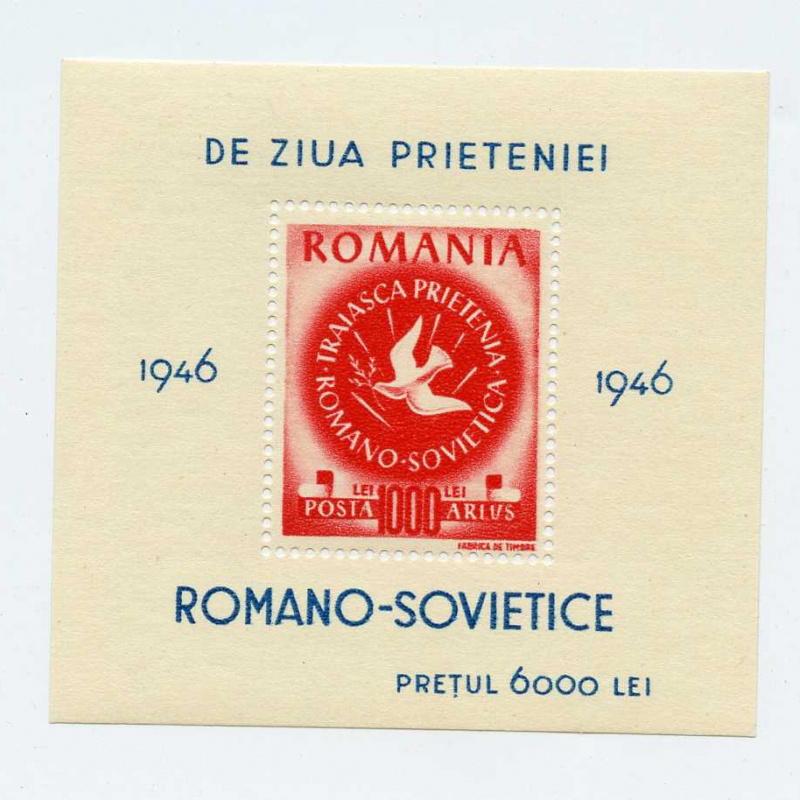 DE ZIUA PRIETENIEI
ROMANIA
TRAIASCA PRIETENIA
ROMANO-SOVIETICA
1946
1946
LEI 1000 LEI
POSTA ARLUS
FABRICA DE TIMBRE
ROMANO-SOVIETICE
PREŢUL 6000 LEI